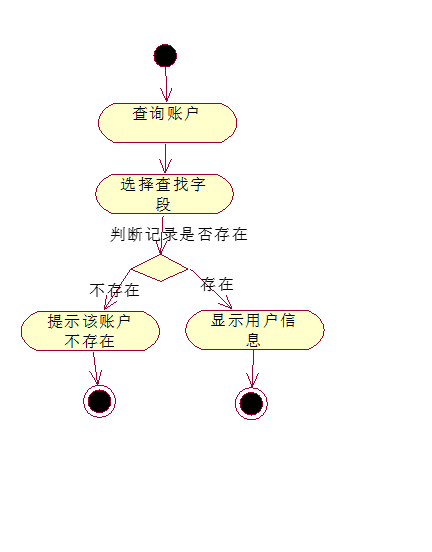 查询账户
选择查找字
段
判断记录是否存在
不存在
存在
提示该账户
不存在
显示用户信
息